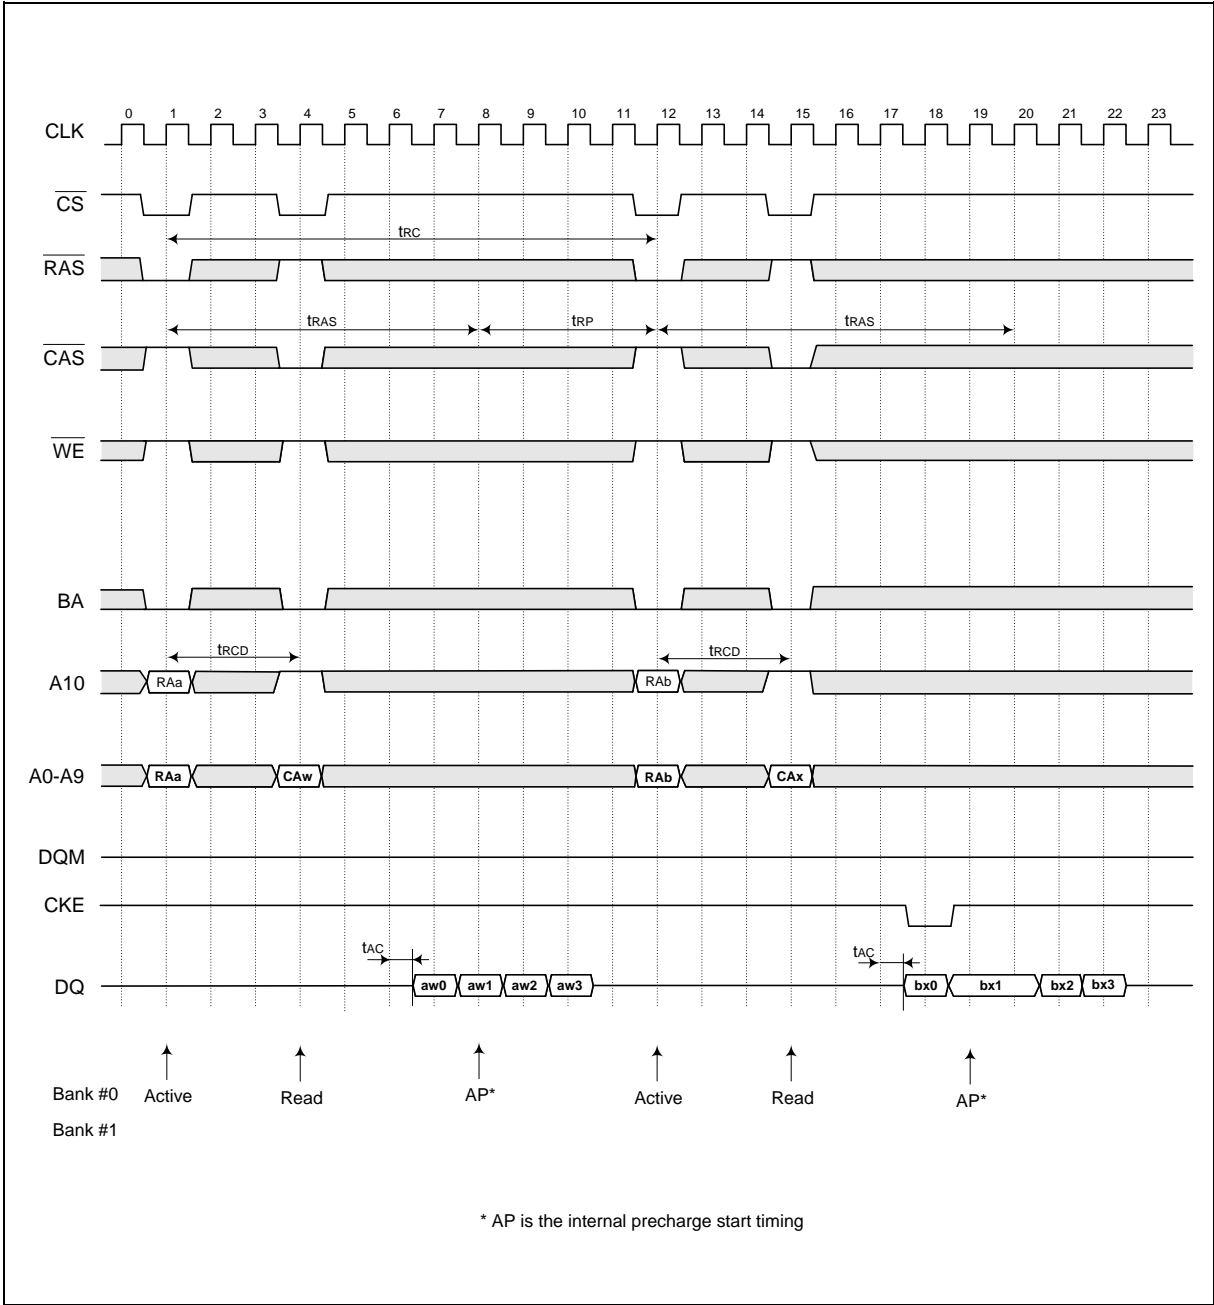 0 1 2 3 4 5 6 7 8 9 10 11 12 13 14 15 16 17 18 19 20 21 22 23
CLK
CS
tRC
RAS
tRAS tRP tRAS
CAS
WE
BA
tRCD tRCD
A10 RAa RAb
A0-A9 RAa CAw RAb CAx
DQM
CKE
tAC tAC
DQ aw0 aw1 aw2 aw3 bx0 bx1 bx2 bx3
Bank #0 Active Read AP* Active Read AP*
Bank #1
* AP is the internal precharge start timing